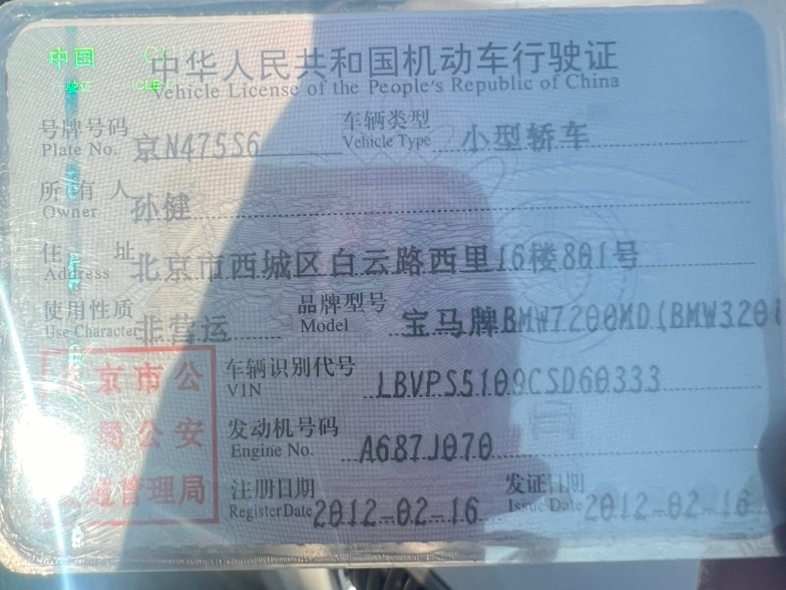 中国
中华人民共和国机动车行驶证
Vehicle License of the People's Republic of China
号牌号码 京N475S6 车辆类型 小型轿车
Plate No. Vehicle Type
所有人 孙健
Owner
住址 北京市西城区白云路西里16楼801号
Address
使用性质 非营运 品牌型号 宝马牌BMW7200MD(BMW320i
Use Character Model
京市公
局公安
通管理局
车辆识别代号 LBVPS5109CSD60333
VIN
发动机号码 A687J070
Engine No.
注册日期 2012-02-16 发证日期 2012-02-16
Register Date Issue Date